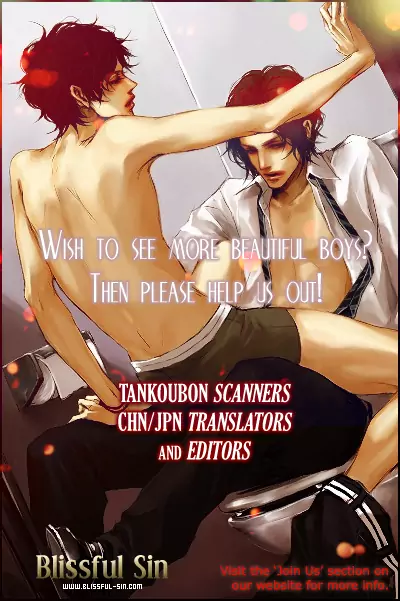 Wish to see more beautiful boys?
Then please help us out!
TANKOUBON SCANNERS
CHN/JPN TRANSLATORS
AND EDITORS
Blissful Sin
WWW.BLISSFUL-SIN.COM
Visit the 'Join Us' section on
our website for more info.